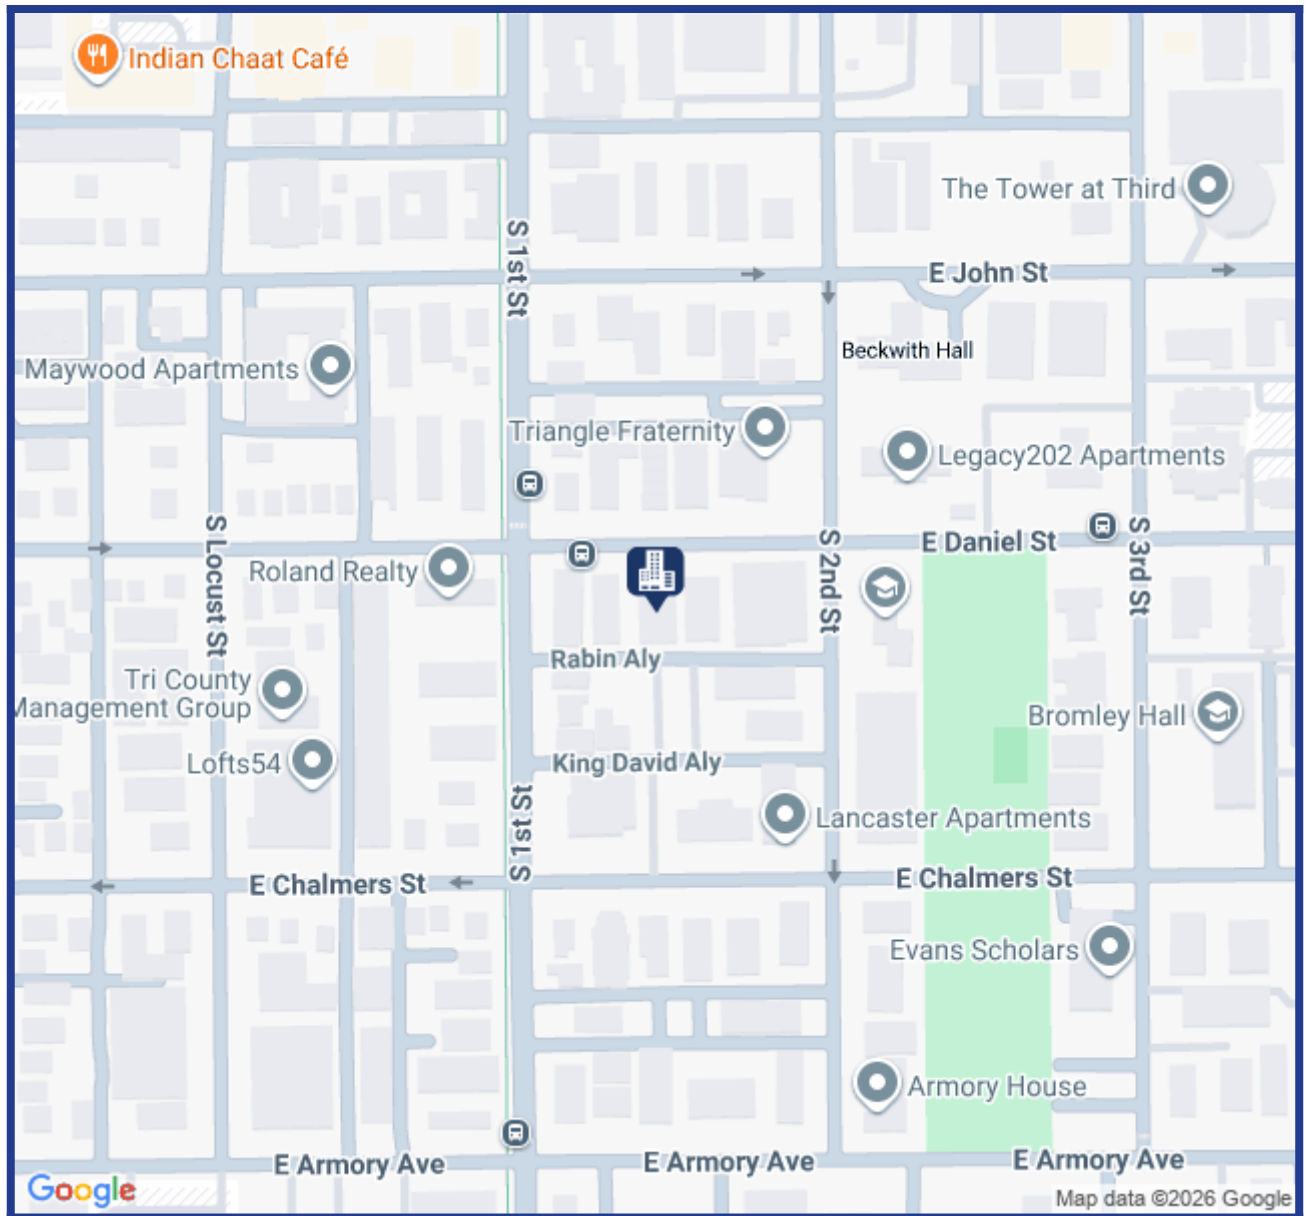 Indian Chaat Café
The Tower at Third
S 1st St
E John St
Beckwith Hall
Maywood Apartments
Triangle Fraternity
Legacy202 Apartments
S Locust St
S 2nd St
E Daniel St
S 3rd St
Roland Realty
Rabin Aly
Tri County
Management Group
Bromley Hall
Lofts54
King David Aly
S 1st St
Lancaster Apartments
E Chalmers St
E Chalmers St
Evans Scholars
Armory House
E Armory Ave
E Armory Ave
E Armory Ave
Google
Map data ©2026 Google